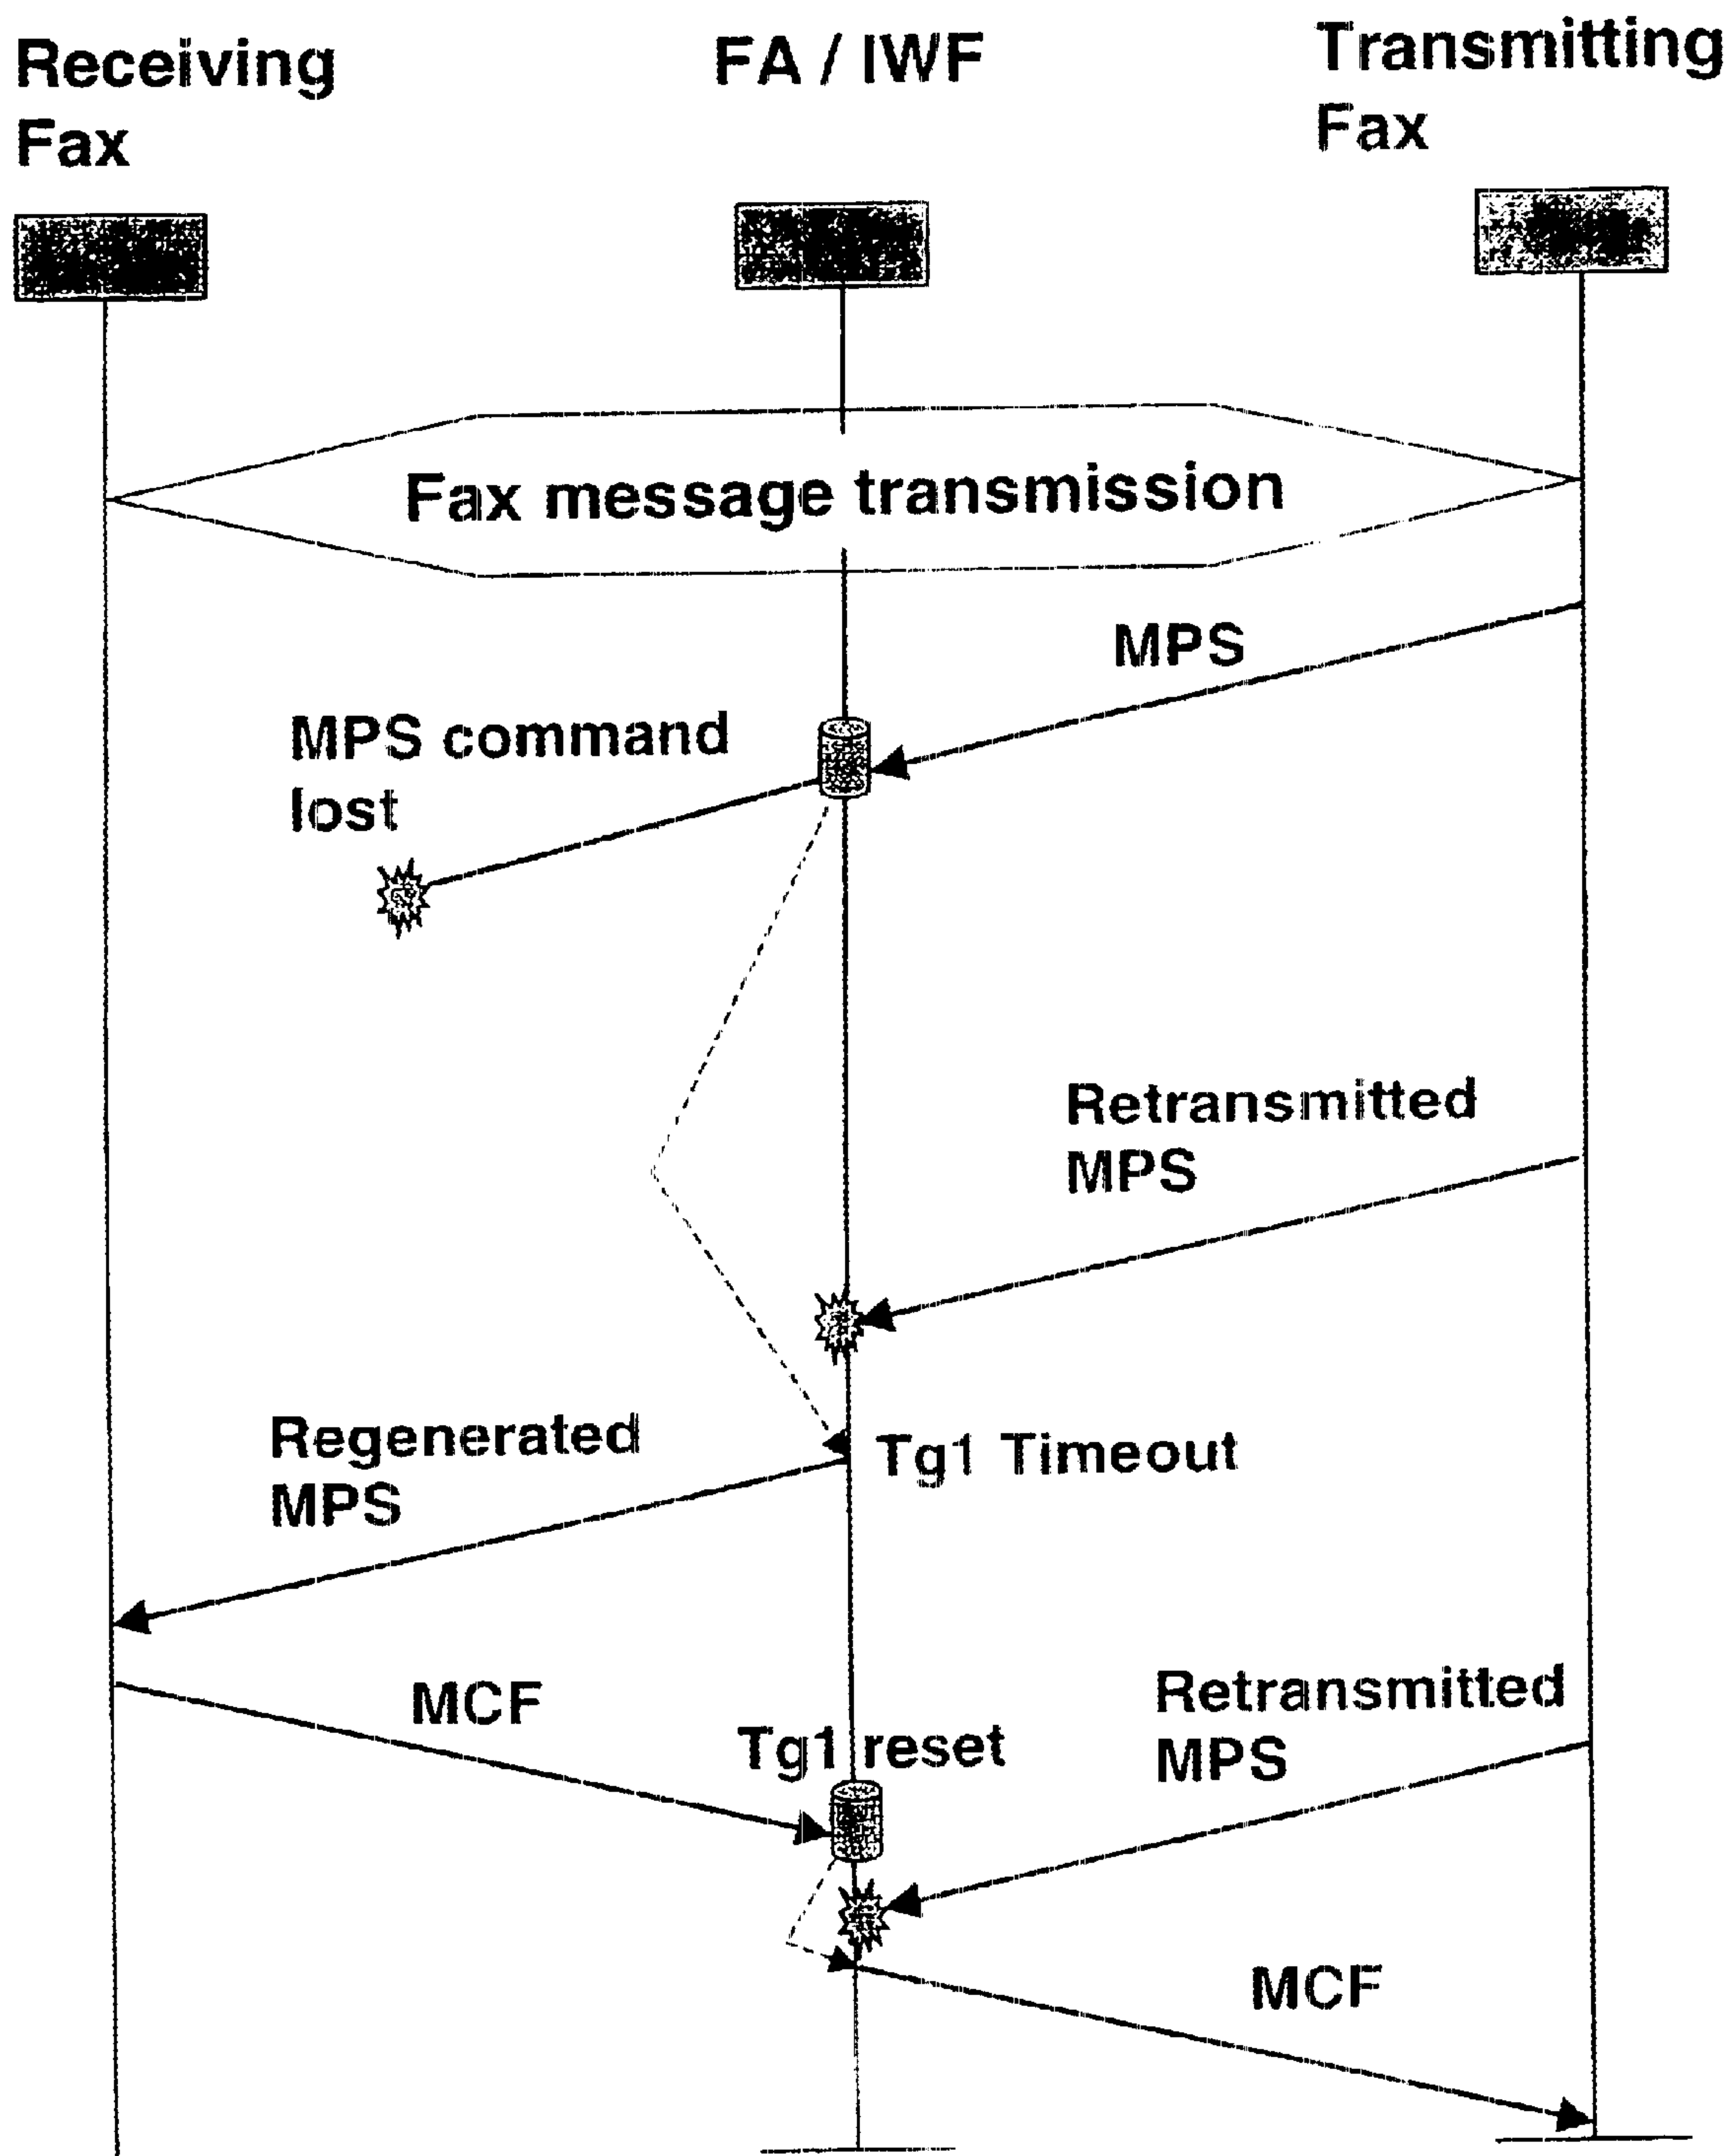 Receiving
Fax
FA / IWF
Transmitting
Fax
Fax message transmission
MPS
MPS command
lost
Retransmitted
MPS
Regenerated
MPS
Tg1 Timeout
MCF
Tg1 reset
Retransmitted
MPS
MCF